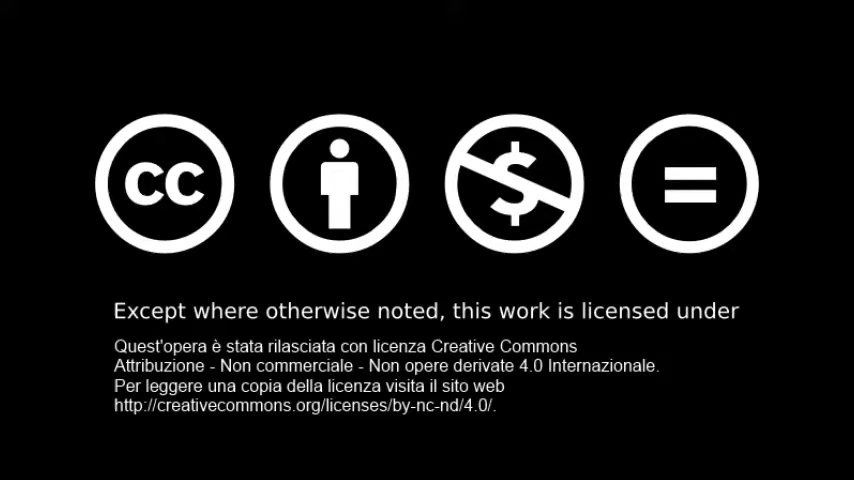 cc
$
=
Except where otherwise noted, this work is licensed under
Quest'opera è stata rilasciata con licenza Creative Commons
Attribuzione - Non commerciale - Non opere derivate 4.0 Internazionale.
Per leggere una copia della licenza visita il sito web
http://creativecommons.org/licenses/by-nc-nd/4.0/.